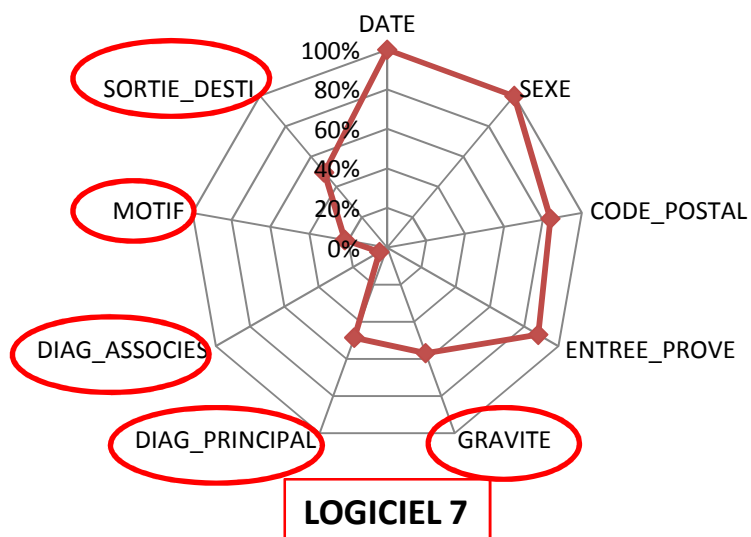 DATE
100%
80%
60%
40%
20%
0%
SEXE
CODE_POSTAL
ENTREE_PROVE
GRAVITE
DIAG_PRINCIPAL
DIAG_ASSOCIES
MOTIF
SORTIE_DESTI
LOGICIEL 7